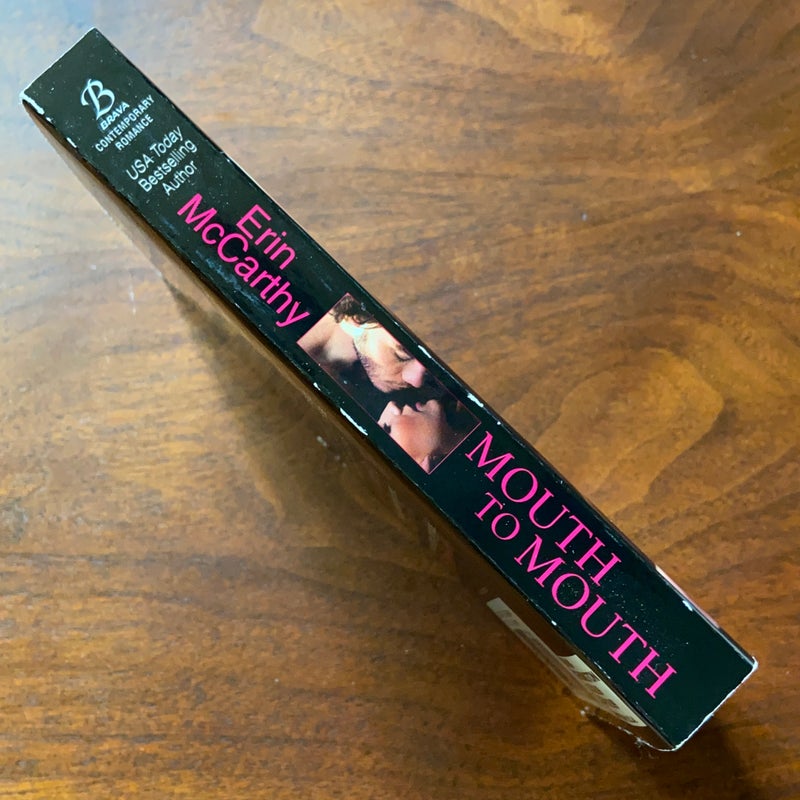 B
BRAVA
CONTEMPORARY
ROMANCE
USA Today
Bestselling
Author
Erin
McCarthy
MOUTH
TO MOUTH